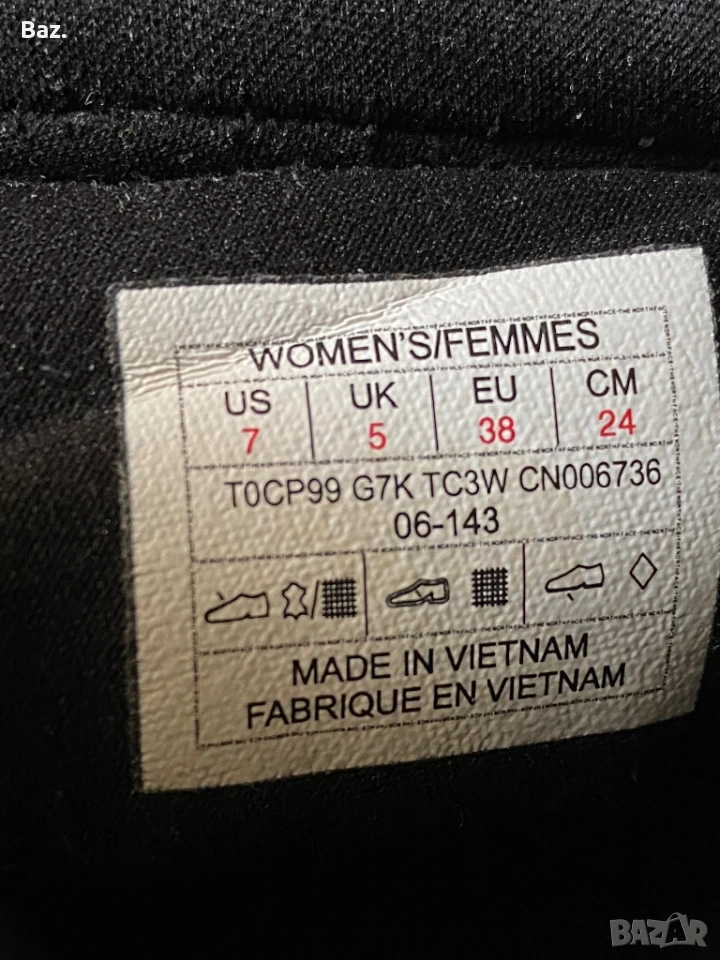 Baz.
WOMEN'S/FEMMES
US UK EU CM
7 5 38 24
T0CP99 G7K TC3W CN006736
06-143
MADE IN VIETNAM
FABRIQUE EN VIETNAM
BAZAR